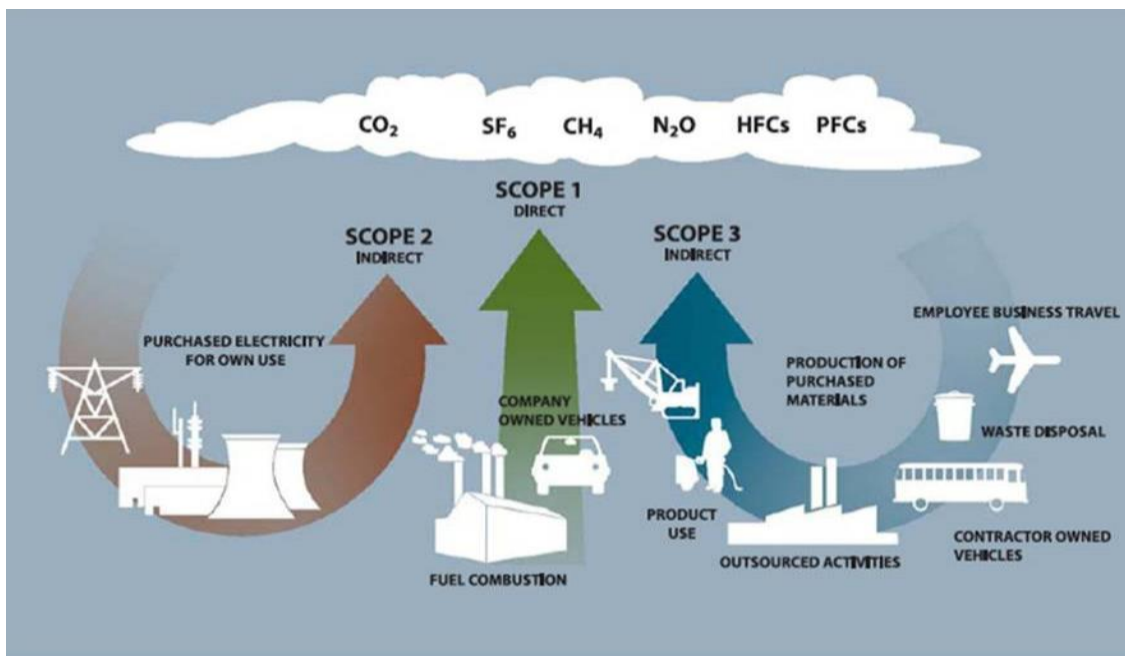 CO₂ SF₆ CH₄ N₂O HFCs PFCs
SCOPE 1
DIRECT
SCOPE 2
INDIRECT
SCOPE 3
INDIRECT
PURCHASED ELECTRICITY
FOR OWN USE
COMPANY
OWNED VEHICLES
FUEL COMBUSTION
EMPLOYEE BUSINESS TRAVEL
PRODUCTION OF
PURCHASED
MATERIALS
WASTE DISPOSAL
PRODUCT
USE
OUTSOURCED ACTIVITIES
CONTRACTOR OWNED
VEHICLES